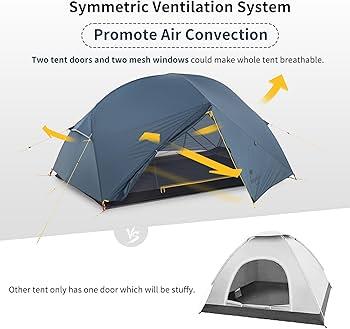 Symmetric Ventilation System
Promote Air Convection
Two tent doors and two mesh windows could make whole tent breathable.
VS
Other tent only has one door which will be stuffy.